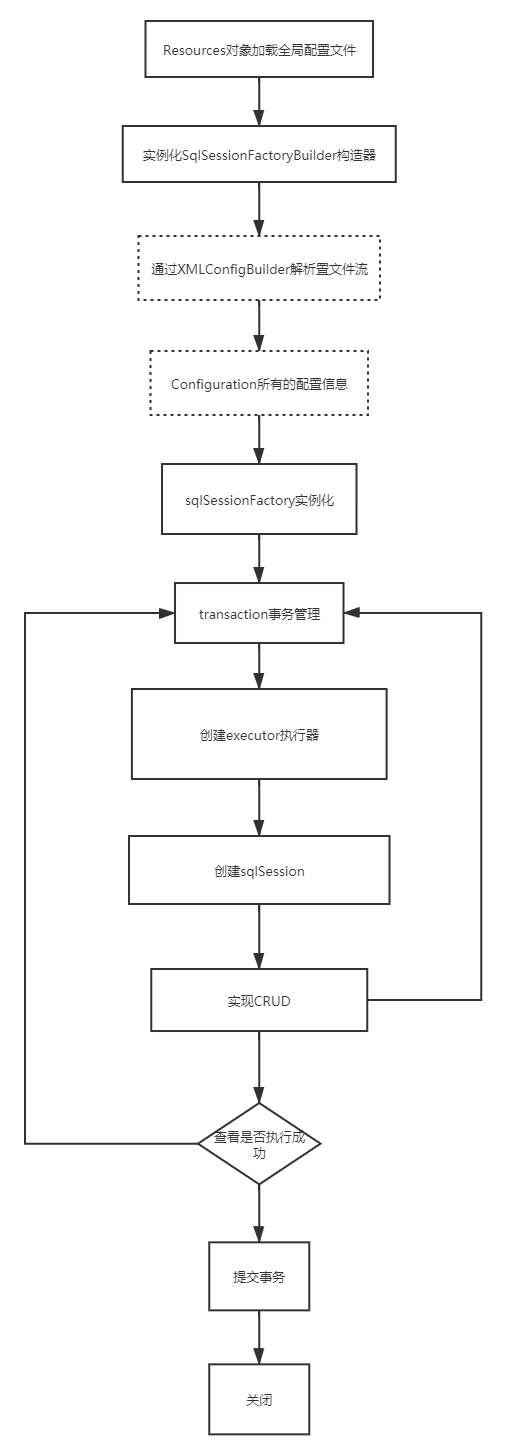 Resources对象加载全局配置文件
实例化SqlSessionFactoryBuilder构造器
通过XMLConfigBuilder解析置文件流
Configuration所有的配置信息
sqlSessionFactory实例化
transaction事务管理
创建executor执行器
创建sqlSession
实现CRUD
查看是否执行成
功
提交事务
关闭